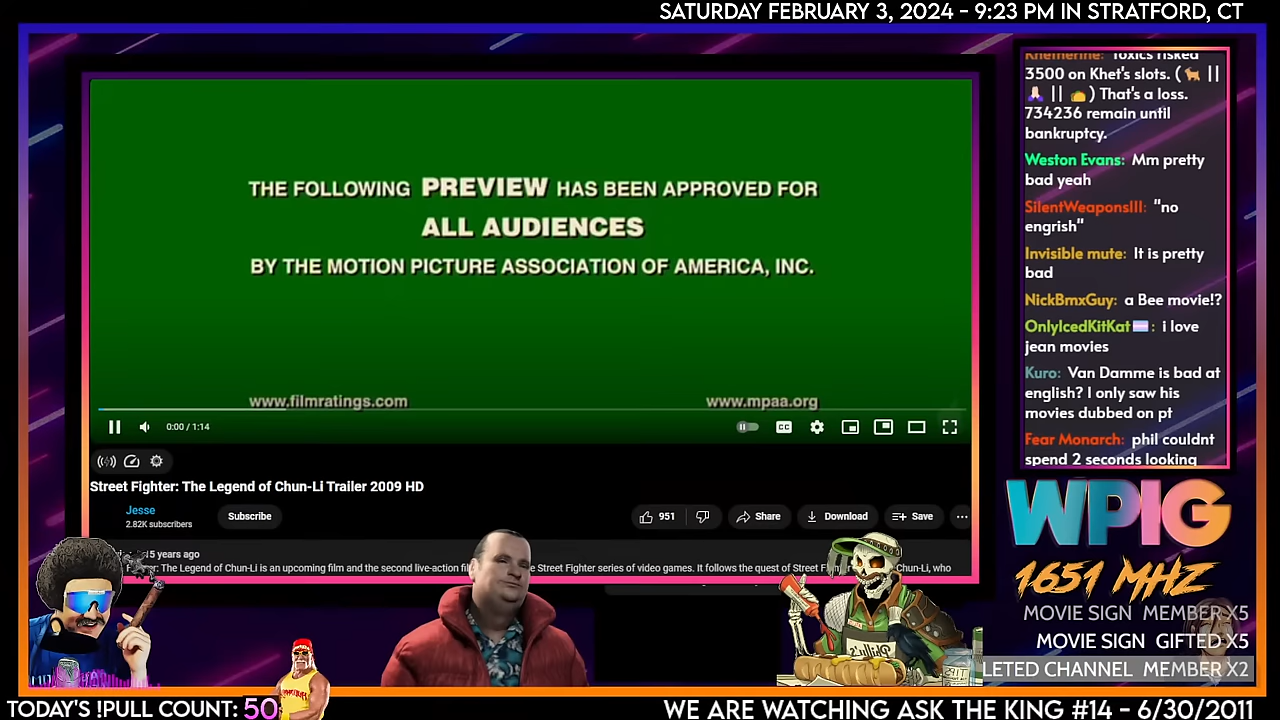 SATURDAY FEBRUARY 3, 2024 - 9:23 PM IN STRATFORD, CT
THE FOLLOWING PREVIEW HAS BEEN APPROVED FOR
ALL AUDIENCES
BY THE MOTION PICTURE ASSOCIATION OF AMERICA, INC.
www.filmratings.com
www.mpaa.org
0:00 / 1:14
CC
Street Fighter: The Legend of Chun-Li Trailer 2009 HD
Jesse
2.82K subscribers
Subscribe
951
Share
Download
Save
15 years ago
The Legend of Chun-Li is an upcoming film and the second live-action
Street Fighter series of video games. It follows the quest of Street
Chun-Li, who
Khetherine: Toxics risked
3500 on Khet's slots. ( ||
|| ) That's a loss.
734236 remain until
bankruptcy.
Weston Evans: Mm pretty
bad yeah
SilentWeaponsIII: "no
engrish"
Invisible mute: It is pretty
bad
NickBmxGuy: a Bee movie!?
OnlyIcedKitKat : i love
jean movies
Kuro: Van Damme is bad at
english? I only saw his
movies dubbed on pt
Fear Monarch: phil couldnt
spend 2 seconds looking
WPIG
1651 MHZ
MOVIE SIGN MEMBER X5
MOVIE SIGN GIFTED X5
LETED CHANNEL MEMBER X2
TODAY'S !PULL COUNT: 50
WE ARE WATCHING ASK THE KING #14 - 6/30/2011